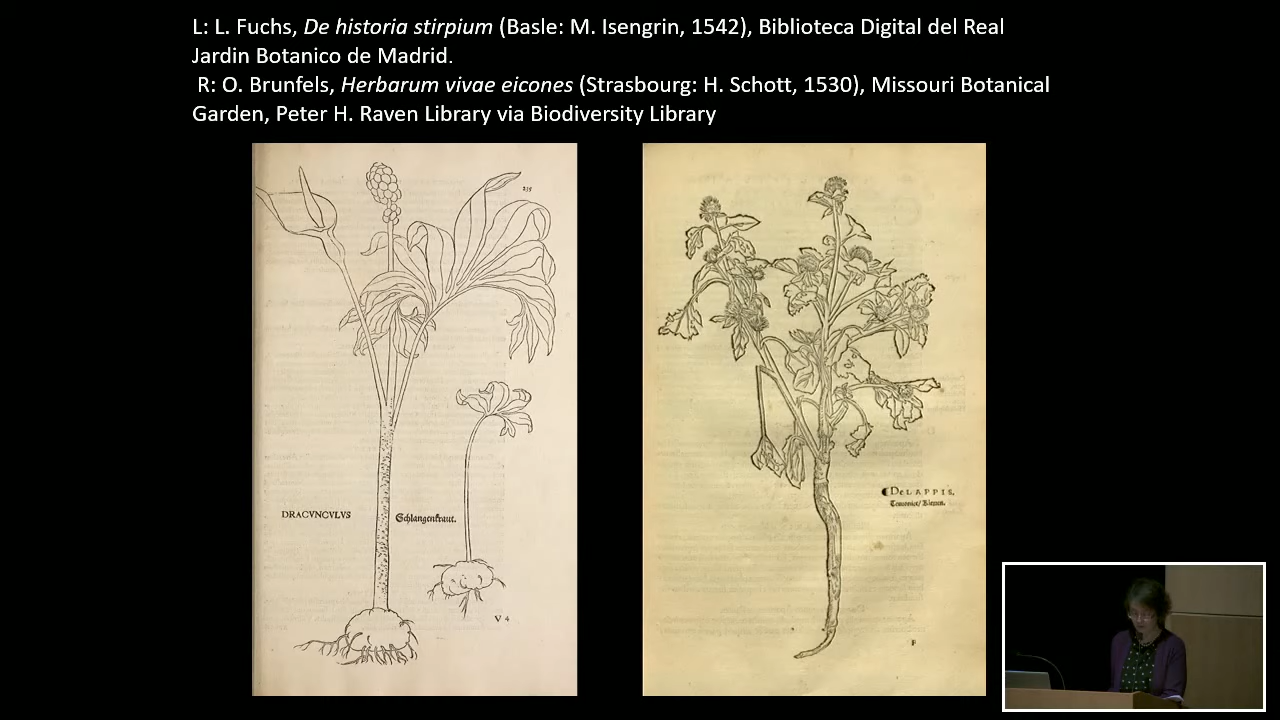 L: L. Fuchs, De historia stirpium (Basle: M. Isengrin, 1542), Biblioteca Digital del Real
Jardin Botanico de Madrid.
R: O. Brunfels, Herbarum vivae eicones (Strasbourg: H. Schott, 1530), Missouri Botanical
Garden, Peter H. Raven Library via Biodiversity Library
DRACVNCVLVS
Schlangenkraut.
V 4
DE LAPPIS.
F